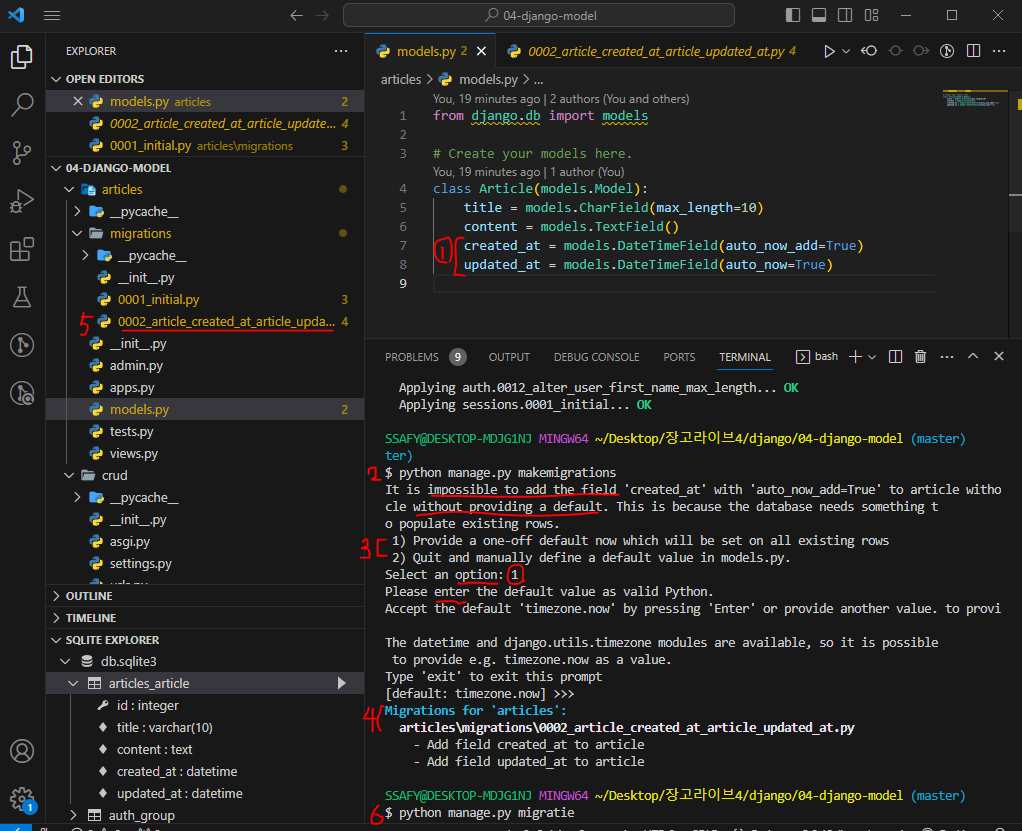 04-django-model
EXPLORER
OPEN EDITORS
models.py articles 2
0002_article_created_at_article_update... 4
0001_initial.py articles\migrations 3
04-DJANGO-MODEL
articles
__pycache__
migrations
__pycache__
__init__.py
0001_initial.py 3
5 0002_article_created_at_article_upda... 4
__init__.py
admin.py
apps.py
models.py 2
tests.py
views.py
crud
__pycache__
__init__.py
asgi.py
settings.py
OUTLINE
TIMELINE
SQLITE EXPLORER
db.sqlite3
articles_article
id : integer
title : varchar(10)
content : text
created_at : datetime
updated_at : datetime
auth_group
1
models.py 2
0002_article_created_at_article_updated_at.py 4
articles > models.py > ...
You, 19 minutes ago | 2 authors (You and others)
1 from django.db import models
2
3 # Create your models here.
You, 19 minutes ago | 1 author (You)
4 class Article(models.Model):
5 title = models.CharField(max_length=10)
6 content = models.TextField()
7 created_at = models.DateTimeField(auto_now_add=True)
1
8 updated_at = models.DateTimeField(auto_now=True)
9
PROBLEMS 9 OUTPUT DEBUG CONSOLE PORTS TERMINAL bash
Applying auth.0012_alter_user_first_name_max_length... OK
Applying sessions.0001_initial... OK
SSAFY@DESKTOP-MDJG1NJ MINGW64 ~/Desktop/장고라이브4/django/04-django-model (master)
ter)
2 $ python manage.py makemigrations
It is impossible to add the field 'created_at' with 'auto_now_add=True' to article witho
cle without providing a default. This is because the database needs something t
o populate existing rows.
3 1) Provide a one-off default now which will be set on all existing rows
2) Quit and manually define a default value in models.py.
Select an option: 1
Please enter the default value as valid Python.
Accept the default 'timezone.now' by pressing 'Enter' or provide another value. to provi
The datetime and django.utils.timezone modules are available, so it is possible
to provide e.g. timezone.now as a value.
Type 'exit' to exit this prompt
[default: timezone.now] >>>
4 Migrations for 'articles':
articles\migrations\0002_article_created_at_article_updated_at.py
- Add field created_at to article
- Add field updated_at to article
SSAFY@DESKTOP-MDJG1NJ MINGW64 ~/Desktop/장고라이브4/django/04-django-model (master)
6 $ python manage.py migratie